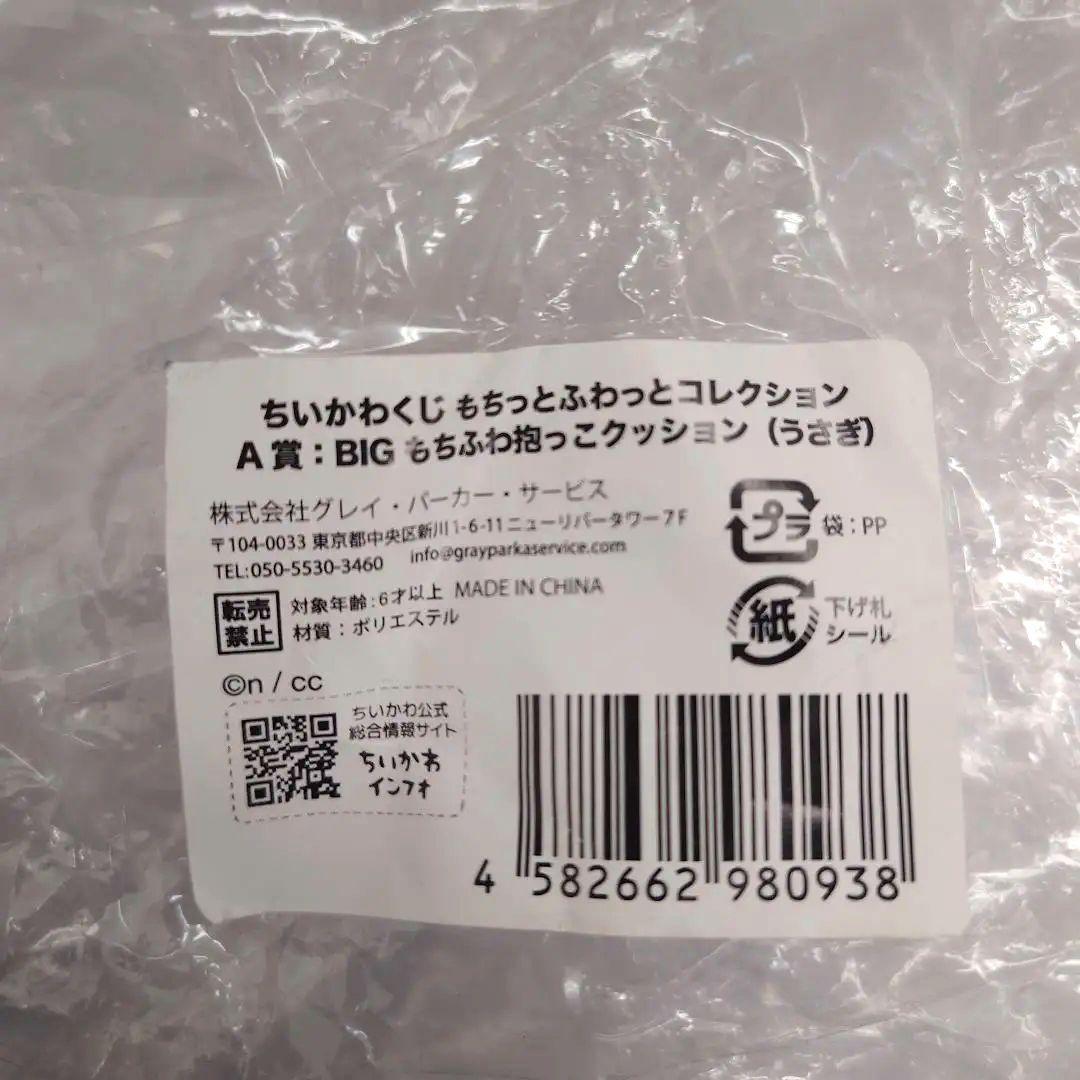 ちいかわくじ もちっとふわっとコレクション
A賞：BIG もちふわ抱っこクッション（うさぎ）
株式会社グレイ・パーカー・サービス
〒104-0033 東京都中央区新川1-6-11ニューリバータワー7F
TEL:050-5530-3460 info@grayparkaservice.com
転売禁止
対象年齢：6才以上 MADE IN CHINA
材質：ポリエステル
プラ 袋：PP
紙 下げ札
シール
©n / cc
ちいかわ公式
総合情報サイト
ちいかわ
インフォ
4 582662 980938